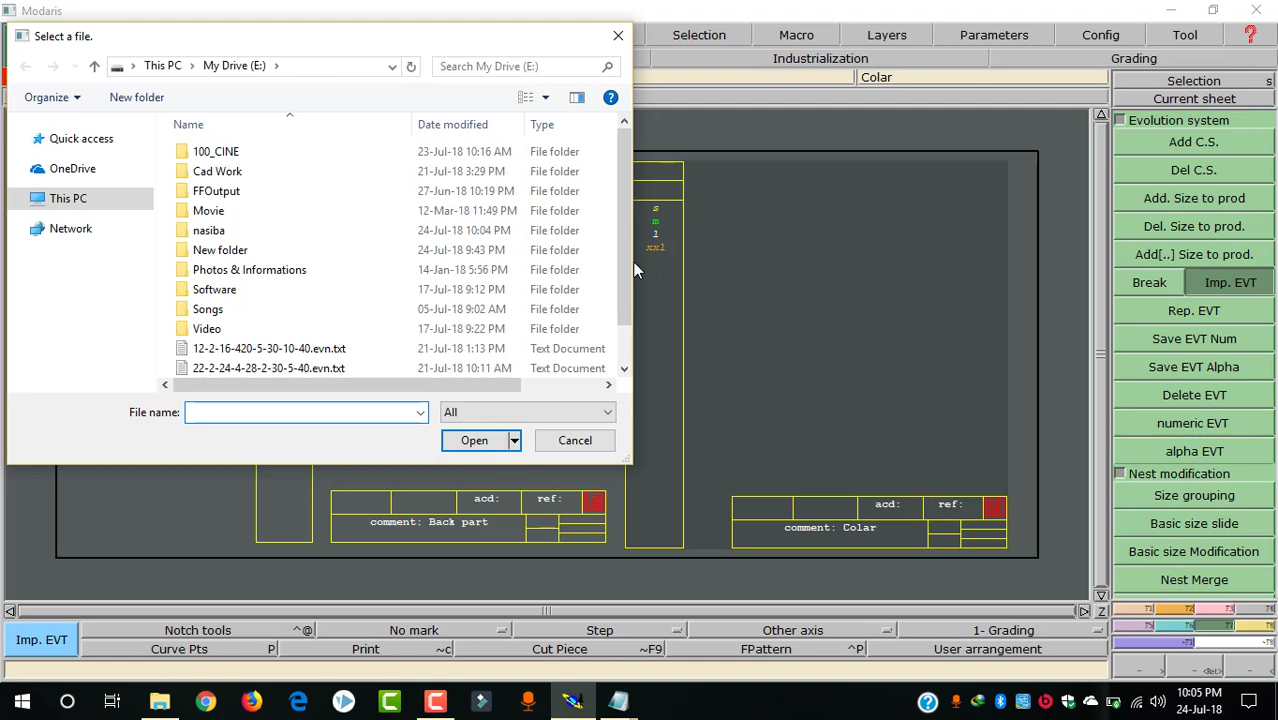 Modaris
Select a file.
Selection Macro Layers Parameters Config Tool ?
Industrialization Grading
This PC > My Drive (E:) >
Search My Drive (E:)
Colar
Selection s
Current sheet
Organize New folder
Name Date modified Type
Quick access
OneDrive
This PC
Network
100_CINE 23-Jul-18 10:16 AM File folder
Cad Work 21-Jul-18 3:29 PM File folder
FFOutput 27-Jun-18 10:19 PM File folder
Movie 12-Mar-18 11:49 PM File folder
nasiba 24-Jul-18 10:04 PM File folder
New folder 24-Jul-18 9:43 PM File folder
Photos & Informations 14-Jan-18 5:56 PM File folder
Software 17-Jul-18 9:12 PM File folder
Songs 05-Jul-18 9:02 AM File folder
Video 17-Jul-18 9:22 PM File folder
12-2-16-420-5-30-10-40.evn.txt 21-Jul-18 1:13 PM Text Document
22-2-24-4-28-2-30-5-40.evn.txt 21-Jul-18 10:11 AM Text Document
File name: All
Open Cancel
s
m
l
xxl
Evolution system
Add C.S.
Del C.S.
Add. Size to prod
Del. Size to prod.
Add[..] Size to prod.
Break Imp. EVT
Rep. EVT
Save EVT Num
Save EVT Alpha
Delete EVT
numeric EVT
alpha EVT
Nest modification
Size grouping
Basic size slide
Basic size Modification
Nest Merge
acd: ref:
comment: Back part
acd: ref:
comment: Colar
Z
T1 T2 T3 T4
T5 T6 T7 T8
~T1 ~T8
Imp. EVT
Notch tools ^@ No mark Step Other axis 1- Grading
Curve Pts P Print ~c Cut Piece ~F9 FPattern ^P User arrangement
> <Rel.> <
10:05 PM
24-Jul-18